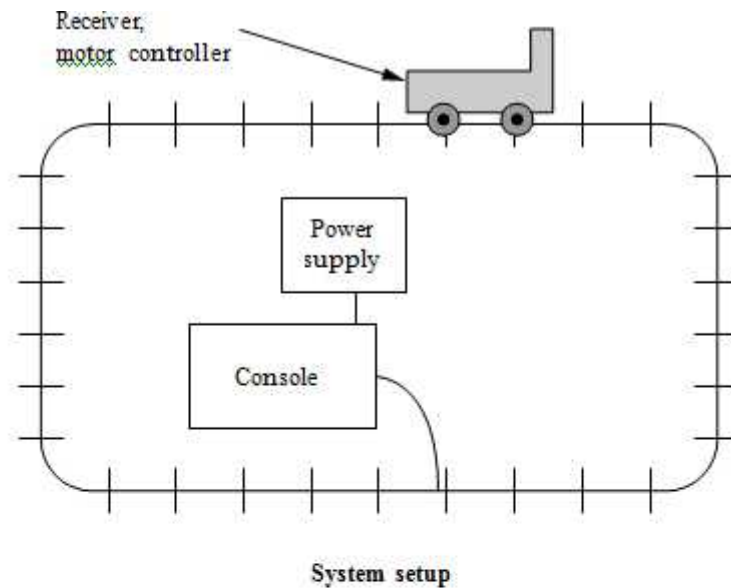 Receiver,
motor controller
Power
supply
Console
System setup